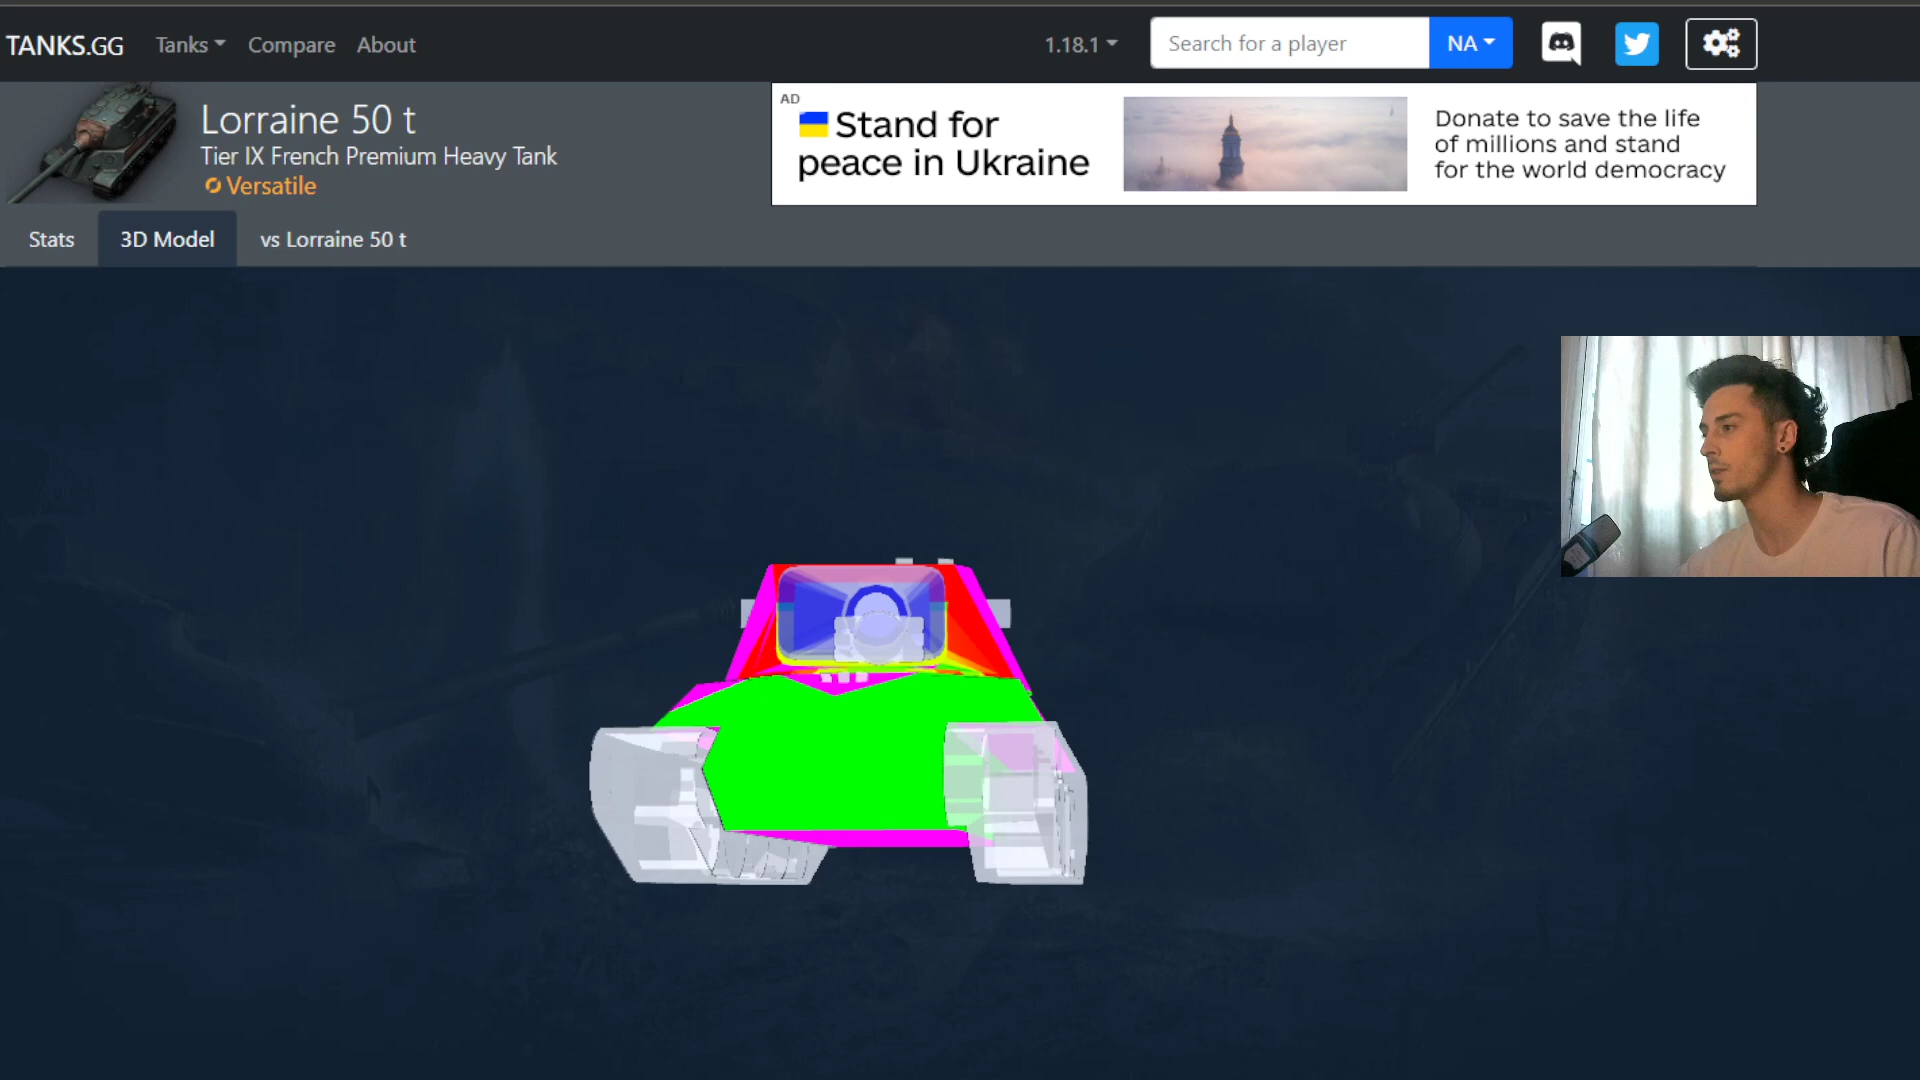 TANKS.GG Tanks Compare About 1.18.1 Search for a player NA
Lorraine 50 t
Tier IX French Premium Heavy Tank
Versatile
AD
Stand for
peace in Ukraine
Donate to save the life
of millions and stand
for the world democracy
Stats 3D Model vs Lorraine 50 t